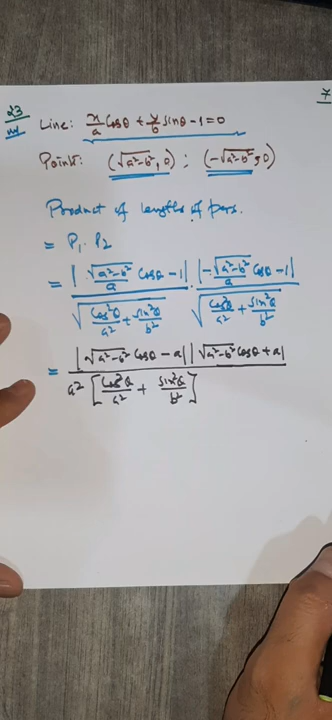 23
Line: x/a Cosθ + y/b Sinθ - 1 = 0
Points: (√a²-b², 0) ; (-√a²-b², 0)
Product of lengths of pers.
= P₁. P₂
= |√a²-b²/a Cosθ - 1| / √(Cos²θ/a² + Sin²θ/b²) . |-√a²-b²/a Cosθ - 1| / √(Cos²θ/a² + Sin²θ/b²)
= |√a²-b² Cosθ - a| |√a²-b² Cosθ + a| / a² [Cos²θ/a² + Sin²θ/b²]